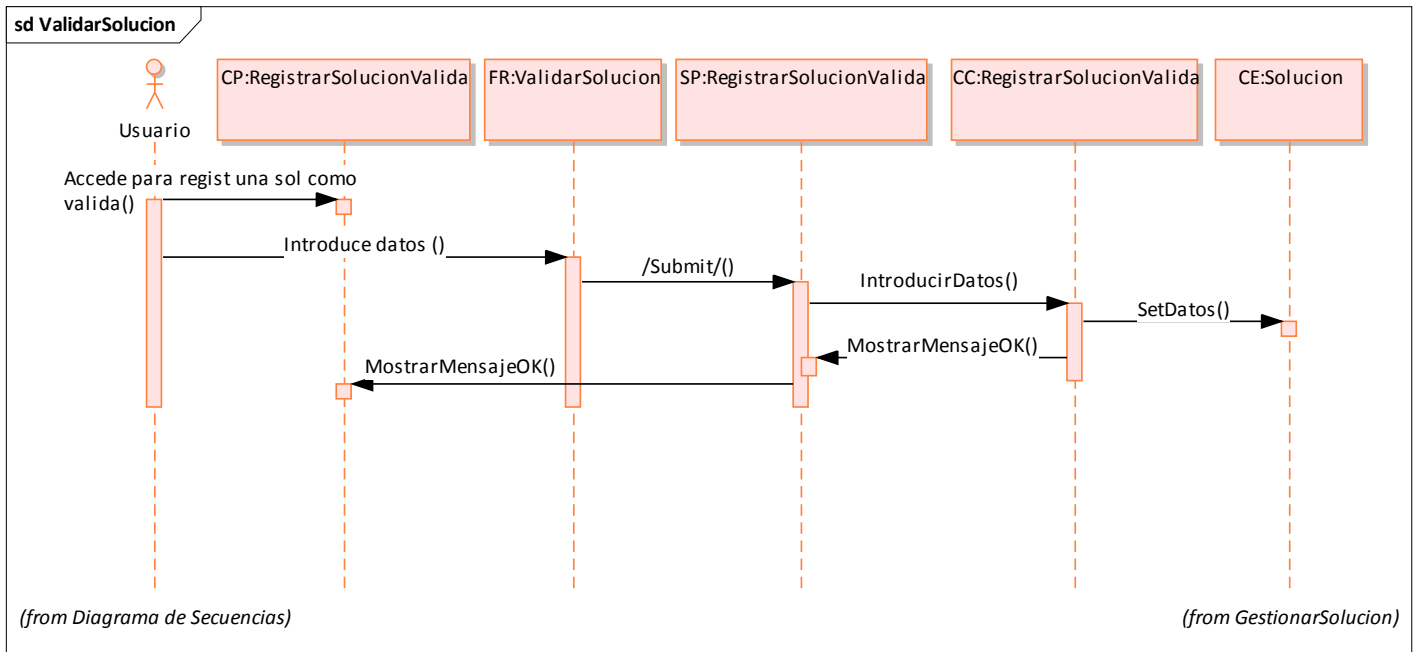 sd ValidarSolucion
Usuario
CP:RegistrarSolucionValida
FR:ValidarSolucion
SP:RegistrarSolucionValida
CC:RegistrarSolucionValida
CE:Solucion
Accede para regist una sol como
valida()
Introduce datos ()
/Submit/()
IntroducirDatos()
SetDatos()
MostrarMensajeOK()
MostrarMensajeOK()
(from Diagrama de Secuencias)
(from GestionarSolucion)